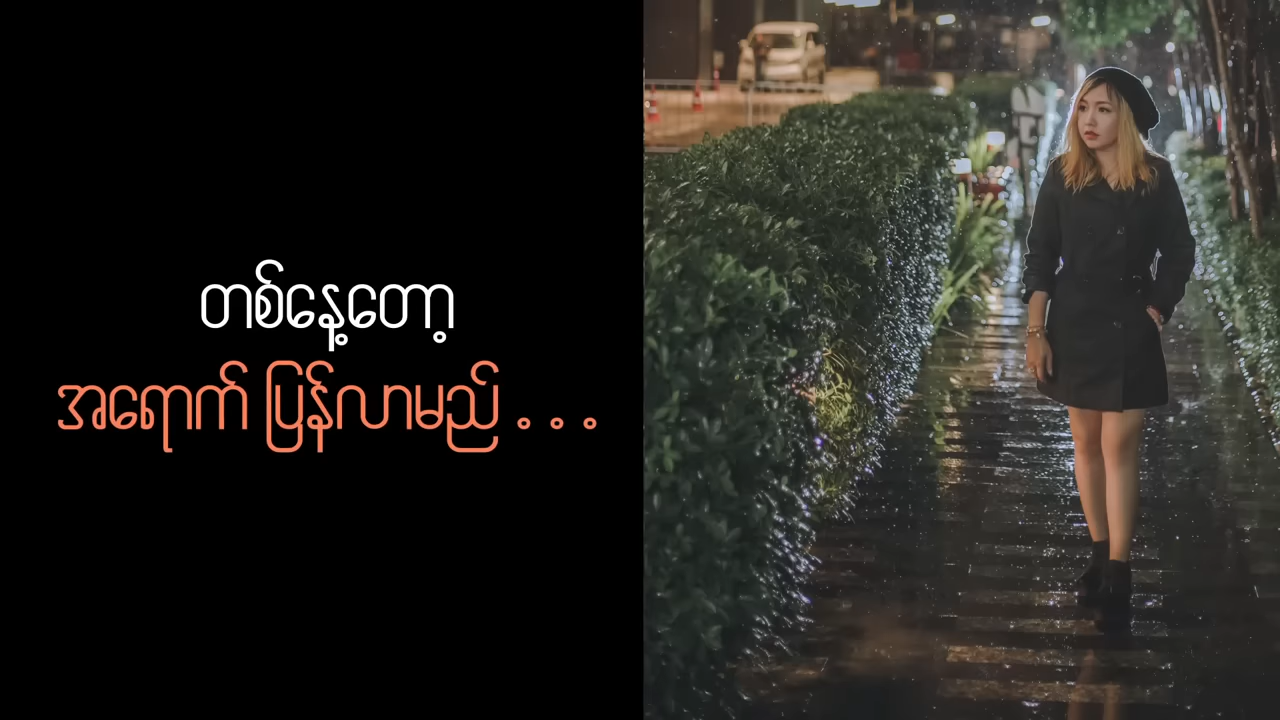 တစ်နေ့တော့
အရောက် ပြန်လာမည် . . .